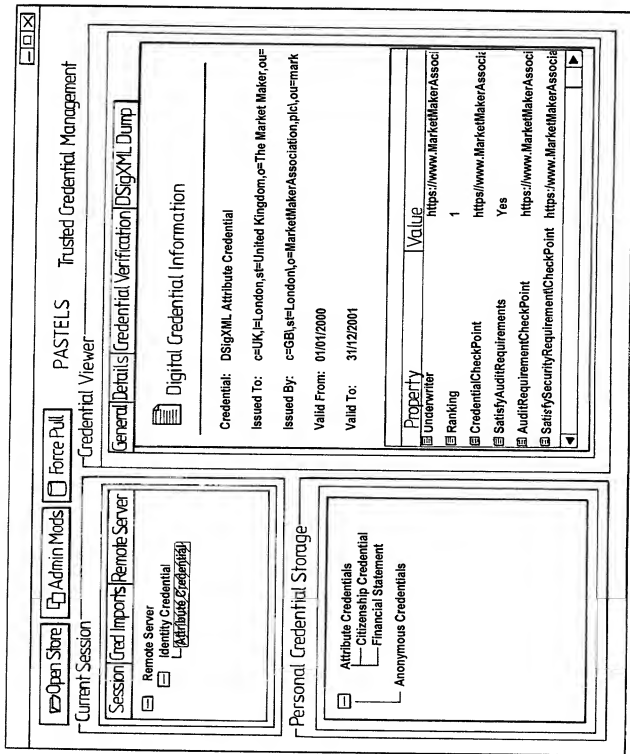 PASTELS Trusted Credential Management
Open Store Admin Mods Force Pull
Current Session
Session Cred Imports Remote Server
Remote Server
Identity Credential
Attribute Credential
Personal Credential Storage
Attribute Credentials
Citizenship Credential
Financial Statement
Anonymous Credentials
Credential Viewer
General Details Credential Verification DSigXML Dump
Digital Credential Information
Credential: DSigXML Attribute Credential
Issued To: c=UK,l=London,st=United Kingdom,o=The Market Maker,ou=
Issued By: c=GB\,st=London\,o=MarketMakerAssociation,plc\,ou=mark
Valid From: 01/01/2000
Valid To: 31/12/2001
Property Value
Underwriter https://www.MarketMakerAssoci
Ranking 1
CredentialCheckPoint https//www.MarketMakerAssocia
SatisfyAuditRequirements Yes
AuditRequirementCheckPoint https://www.MarketMakerAssoci
SatisfySecurityRequirement\CheckPoint https:/www.MarketMakerAssocia